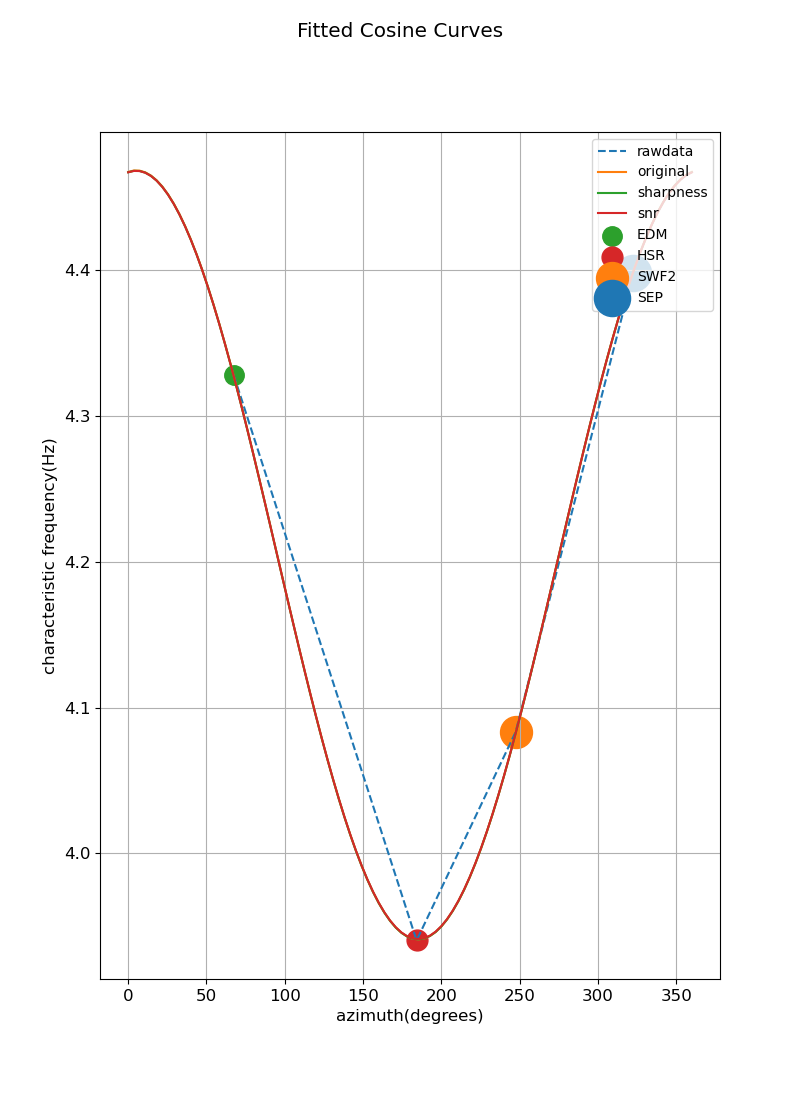 Fitted Cosine Curves
rawdata
original
sharpness
snr
EDM
HSR
SWF2
SEP
characteristic frequency(Hz)
4.4
4.3
4.2
4.1
4.0
0 50 100 150 200 250 300 350
azimuth(degrees)